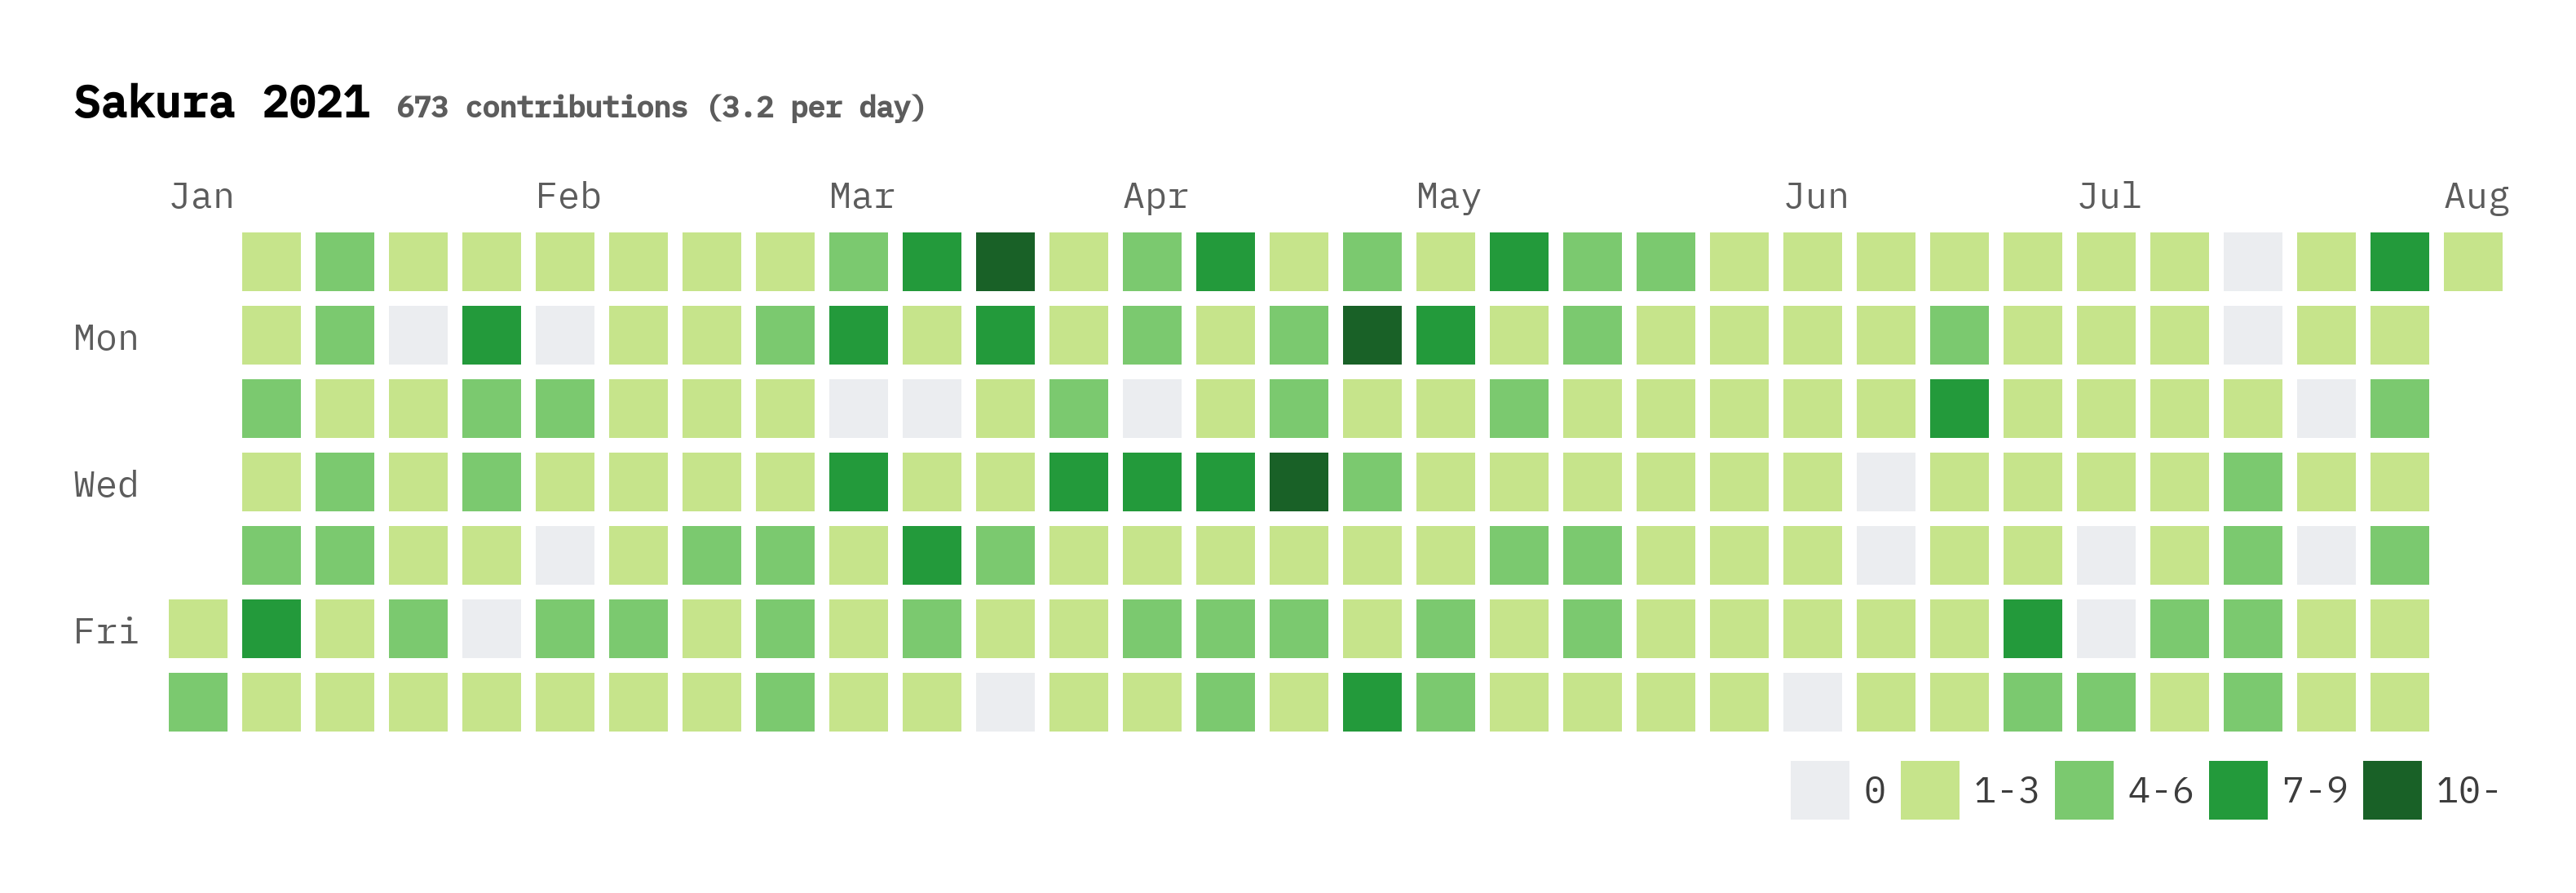 Sakura 2021 673 contributions (3.2 per day)
Jan Feb Mar Apr May Jun Jul Aug
Mon
Wed
Fri
0 1-3 4-6 7-9 10-